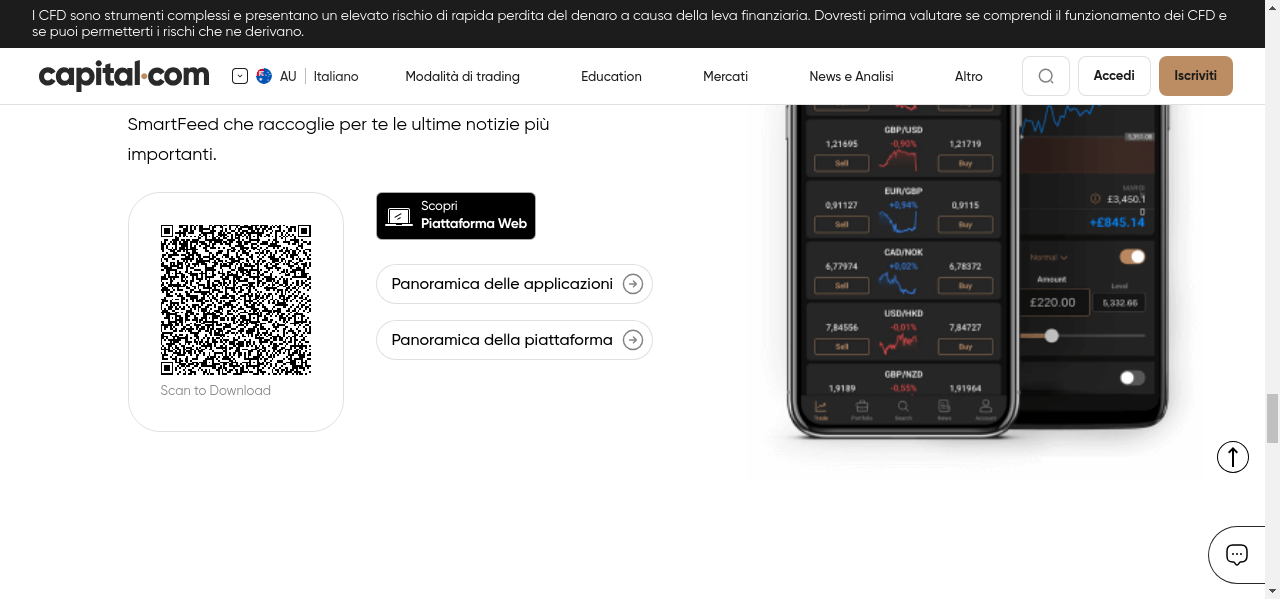 I CFD sono strumenti complessi e presentano un elevato rischio di rapida perdita del denaro a causa della leva finanziaria. Dovresti prima valutare se comprendi il funzionamento dei CFD e
se puoi permetterti i rischi che ne derivano.
capital.com
AU | Italiano
Modalità di trading
Education
Mercati
News e Analisi
Altro
Accedi
Iscriviti
SmartFeed che raccoglie per te le ultime notizie più
importanti.
Scopri
Piattaforma Web
Panoramica delle applicazioni
Panoramica della piattaforma
Scan to Download
GBP/USD
1,21695 -0,90% 1,21719
Sell Buy
EUR/GBP
0,91127 +0,94% 0,9115
Sell Buy
CAD/NOK
6,77974 +0,02% 6,78372
Sell Buy
USD/HKD
7,84556 -0,01% 7,84727
Sell Buy
GBP/NZD
1,9189 -0,55% 1,91964
Trade Portfolio Search News Account
£3,450.1
0
+£845.14
Normal
Amount
Level
£220.00
5,332.66